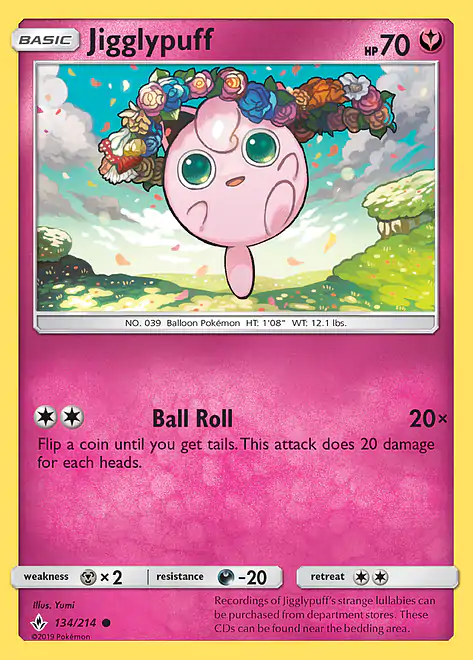 BASIC
Jigglypuff
HP 70
NO. 039 Balloon Pokémon HT: 1'08" WT: 12.1 lbs.
Ball Roll 20×
Flip a coin until you get tails. This attack does 20 damage
for each heads.
weakness ×2 resistance -20 retreat
Illus. Yumi
134/214
©2019 Pokémon
Recordings of Jigglypuff's strange lullabies can
be purchased from department stores. These
CDs can be found near the bedding area.